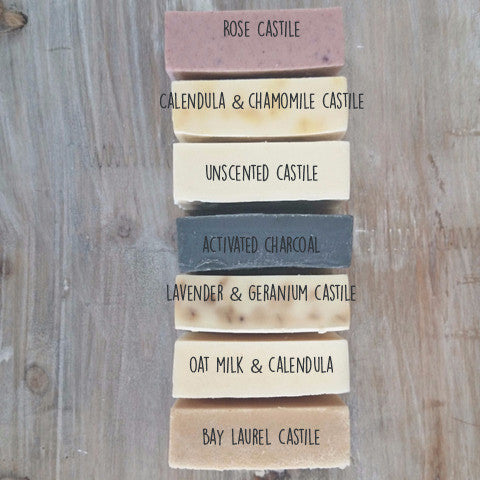 ROSE CASTILE
CALENDULA & CHAMOMILE CASTILE
UNSCENTED CASTILE
ACTIVATED CHARCOAL
LAVENDER & GERANIUM CASTILE
OAT MILK & CALENDULA
BAY LAUREL CASTILE